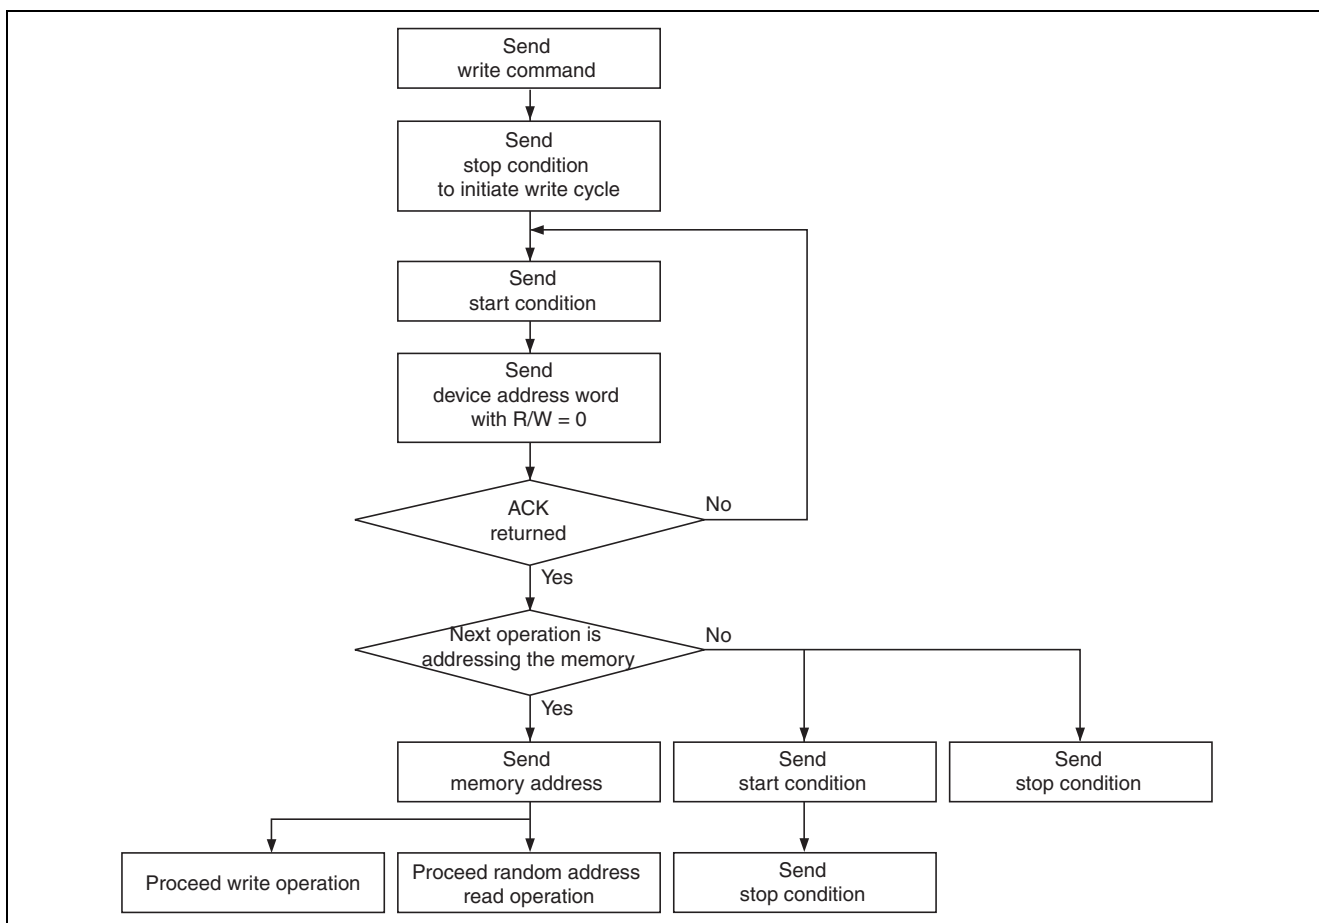 Send
write command
Send
stop condition
to initiate write cycle
Send
start condition
Send
device address word
with R/W = 0
ACK
returned
No
Yes
Next operation is
addressing the memory
No
Yes
Send
memory address
Send
start condition
Send
stop condition
Proceed write operation
Proceed random address
read operation
Send
stop condition